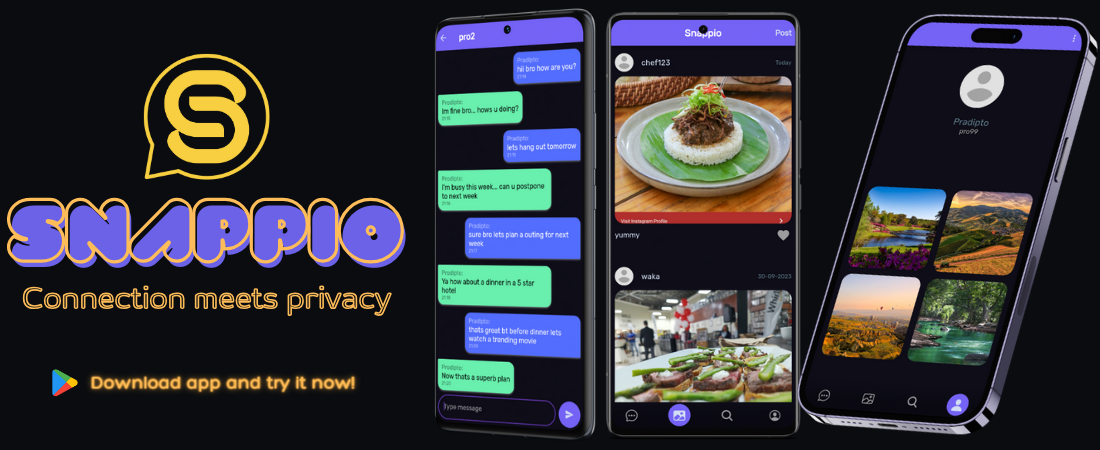 S
SNAPPIO
Connection meets privacy
Download app and try it now!
pro2
Pradipto:
hii bro how are you?
21:14
Pradipto:
im fine bro... hows u doing?
Pradipto:
lets hang out tomorrow
Pradipto:
I'm busy this week... can u postpone
to next week
Pradipto:
sure bro lets plan a outing for next
week
Pradipto:
Ya how about a dinner in a 5 star
hotel
Pradipto:
thats great bt before dinner lets
watch a trending movie
Pradipto:
Now thats a superb plan
Type message
Snappio
Post
chef123
Today
Visit Instagram Profile
yummy
waka
30-09-2023
Pradipto
pro99